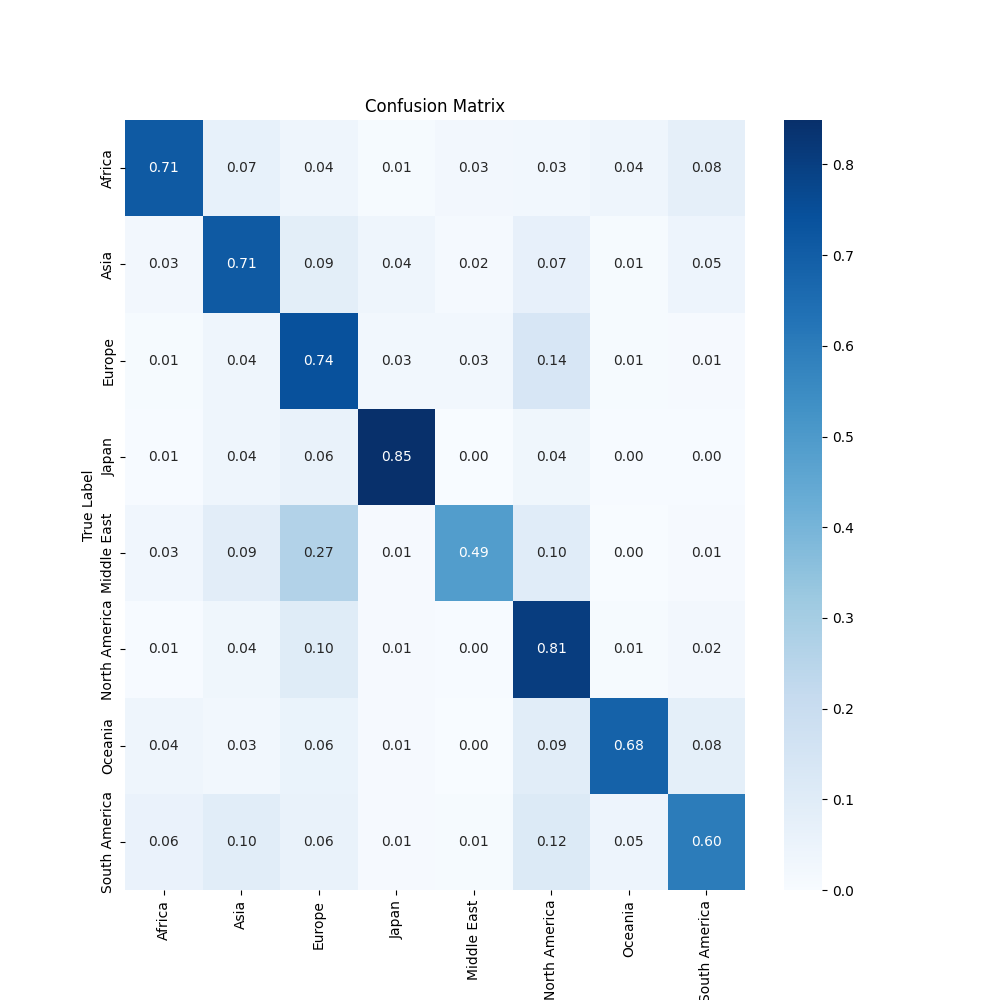 Confusion Matrix
True Label
Africa 0.71 0.07 0.04 0.01 0.03 0.03 0.04 0.08
Asia 0.03 0.71 0.09 0.04 0.02 0.07 0.01 0.05
Europe 0.01 0.04 0.74 0.03 0.03 0.14 0.01 0.01
Japan 0.01 0.04 0.06 0.85 0.00 0.04 0.00 0.00
Middle East 0.03 0.09 0.27 0.01 0.49 0.10 0.00 0.01
North America 0.01 0.04 0.10 0.01 0.00 0.81 0.01 0.02
Oceania 0.04 0.03 0.06 0.01 0.00 0.09 0.68 0.08
South America 0.06 0.10 0.06 0.01 0.01 0.12 0.05 0.60
Africa
Asia
Europe
Japan
Middle East
North America
Oceania
South America
0.8
0.7
0.6
0.5
0.4
0.3
0.2
0.1
0.0